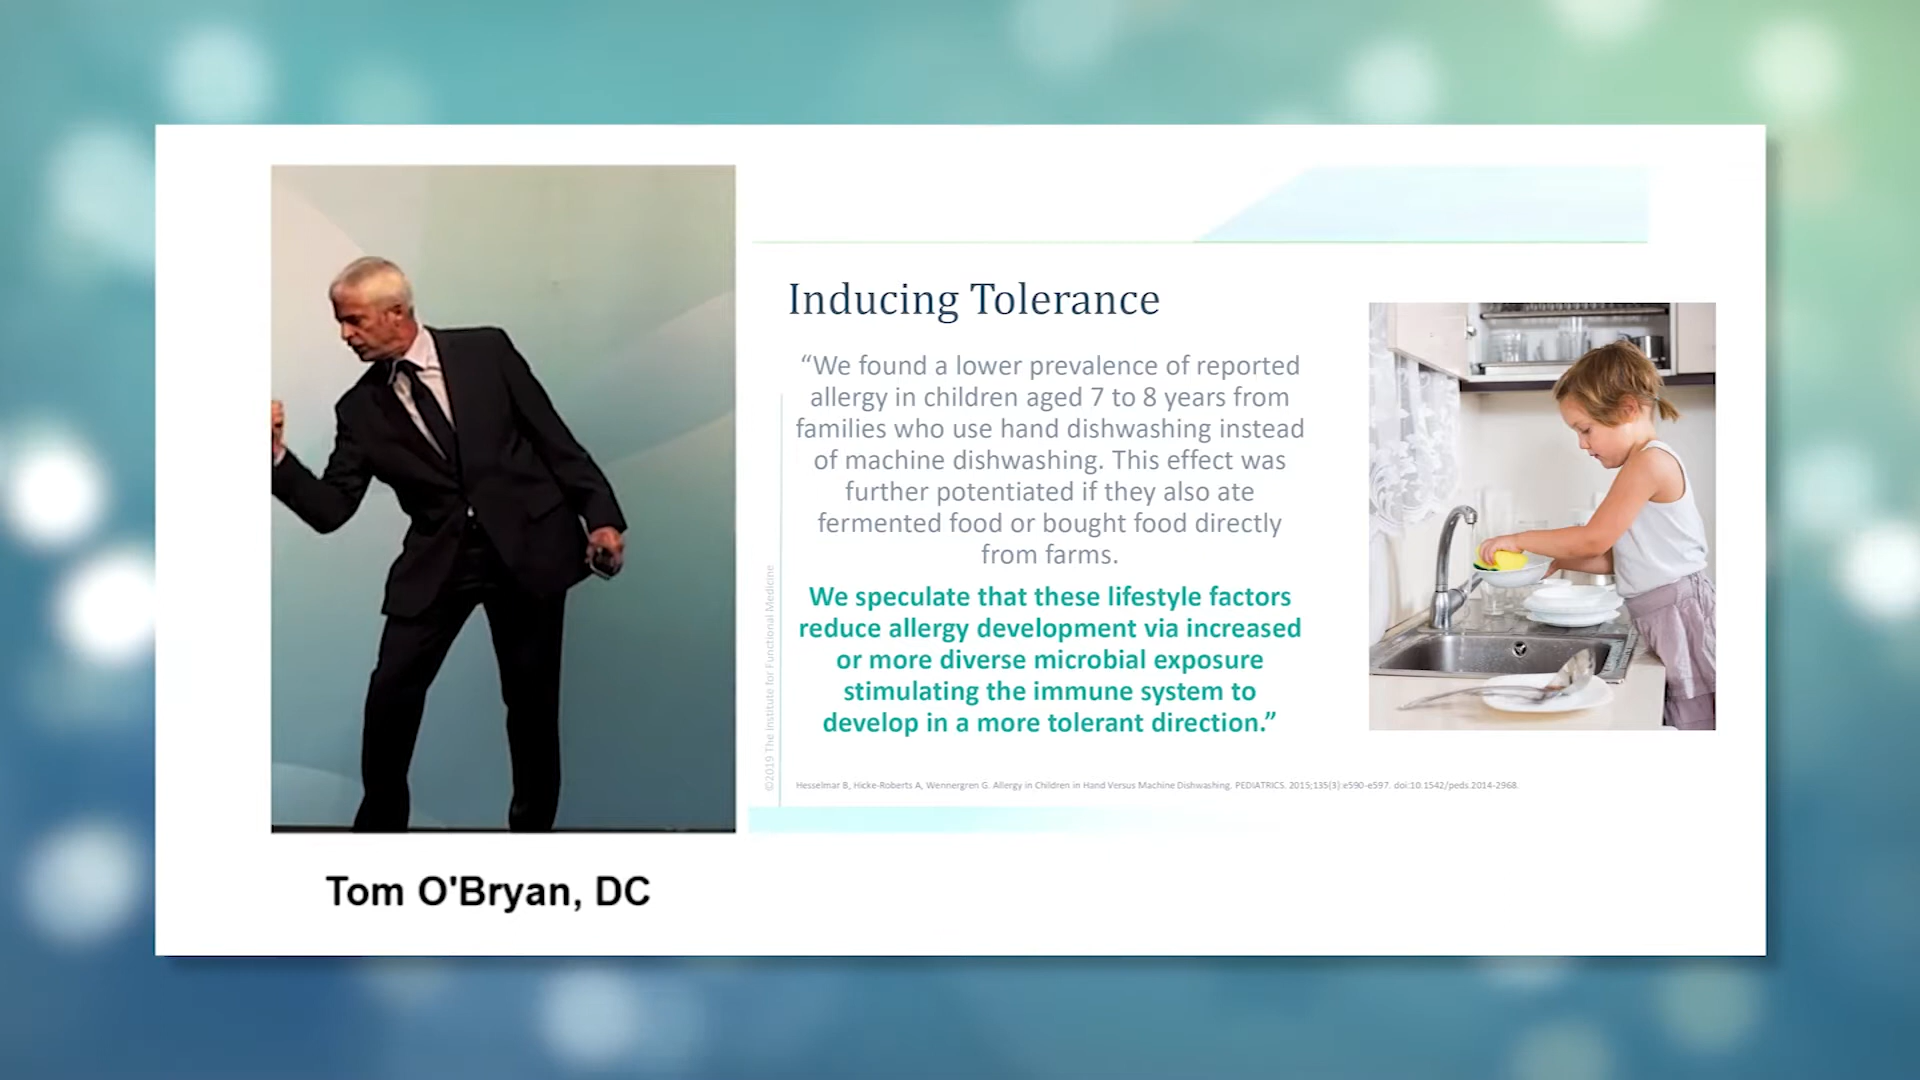 Inducing Tolerance
“We found a lower prevalence of reported
allergy in children aged 7 to 8 years from
families who use hand dishwashing instead
of machine dishwashing. This effect was
further potentiated if they also ate
fermented food or bought food directly
from farms.
We speculate that these lifestyle factors
reduce allergy development via increased
or more diverse microbial exposure
stimulating the immune system to
develop in a more tolerant direction.”
©2019 The Institute for Functional Medicine
Hesselmar B, Hicke-Roberts A, Wennergren G. Allergy in Children in Hand Versus Machine Dishwashing. PEDIATRICS. 2015;135(3):e590-e597. doi:10.1542/peds.2014-2968.
Tom O'Bryan, DC